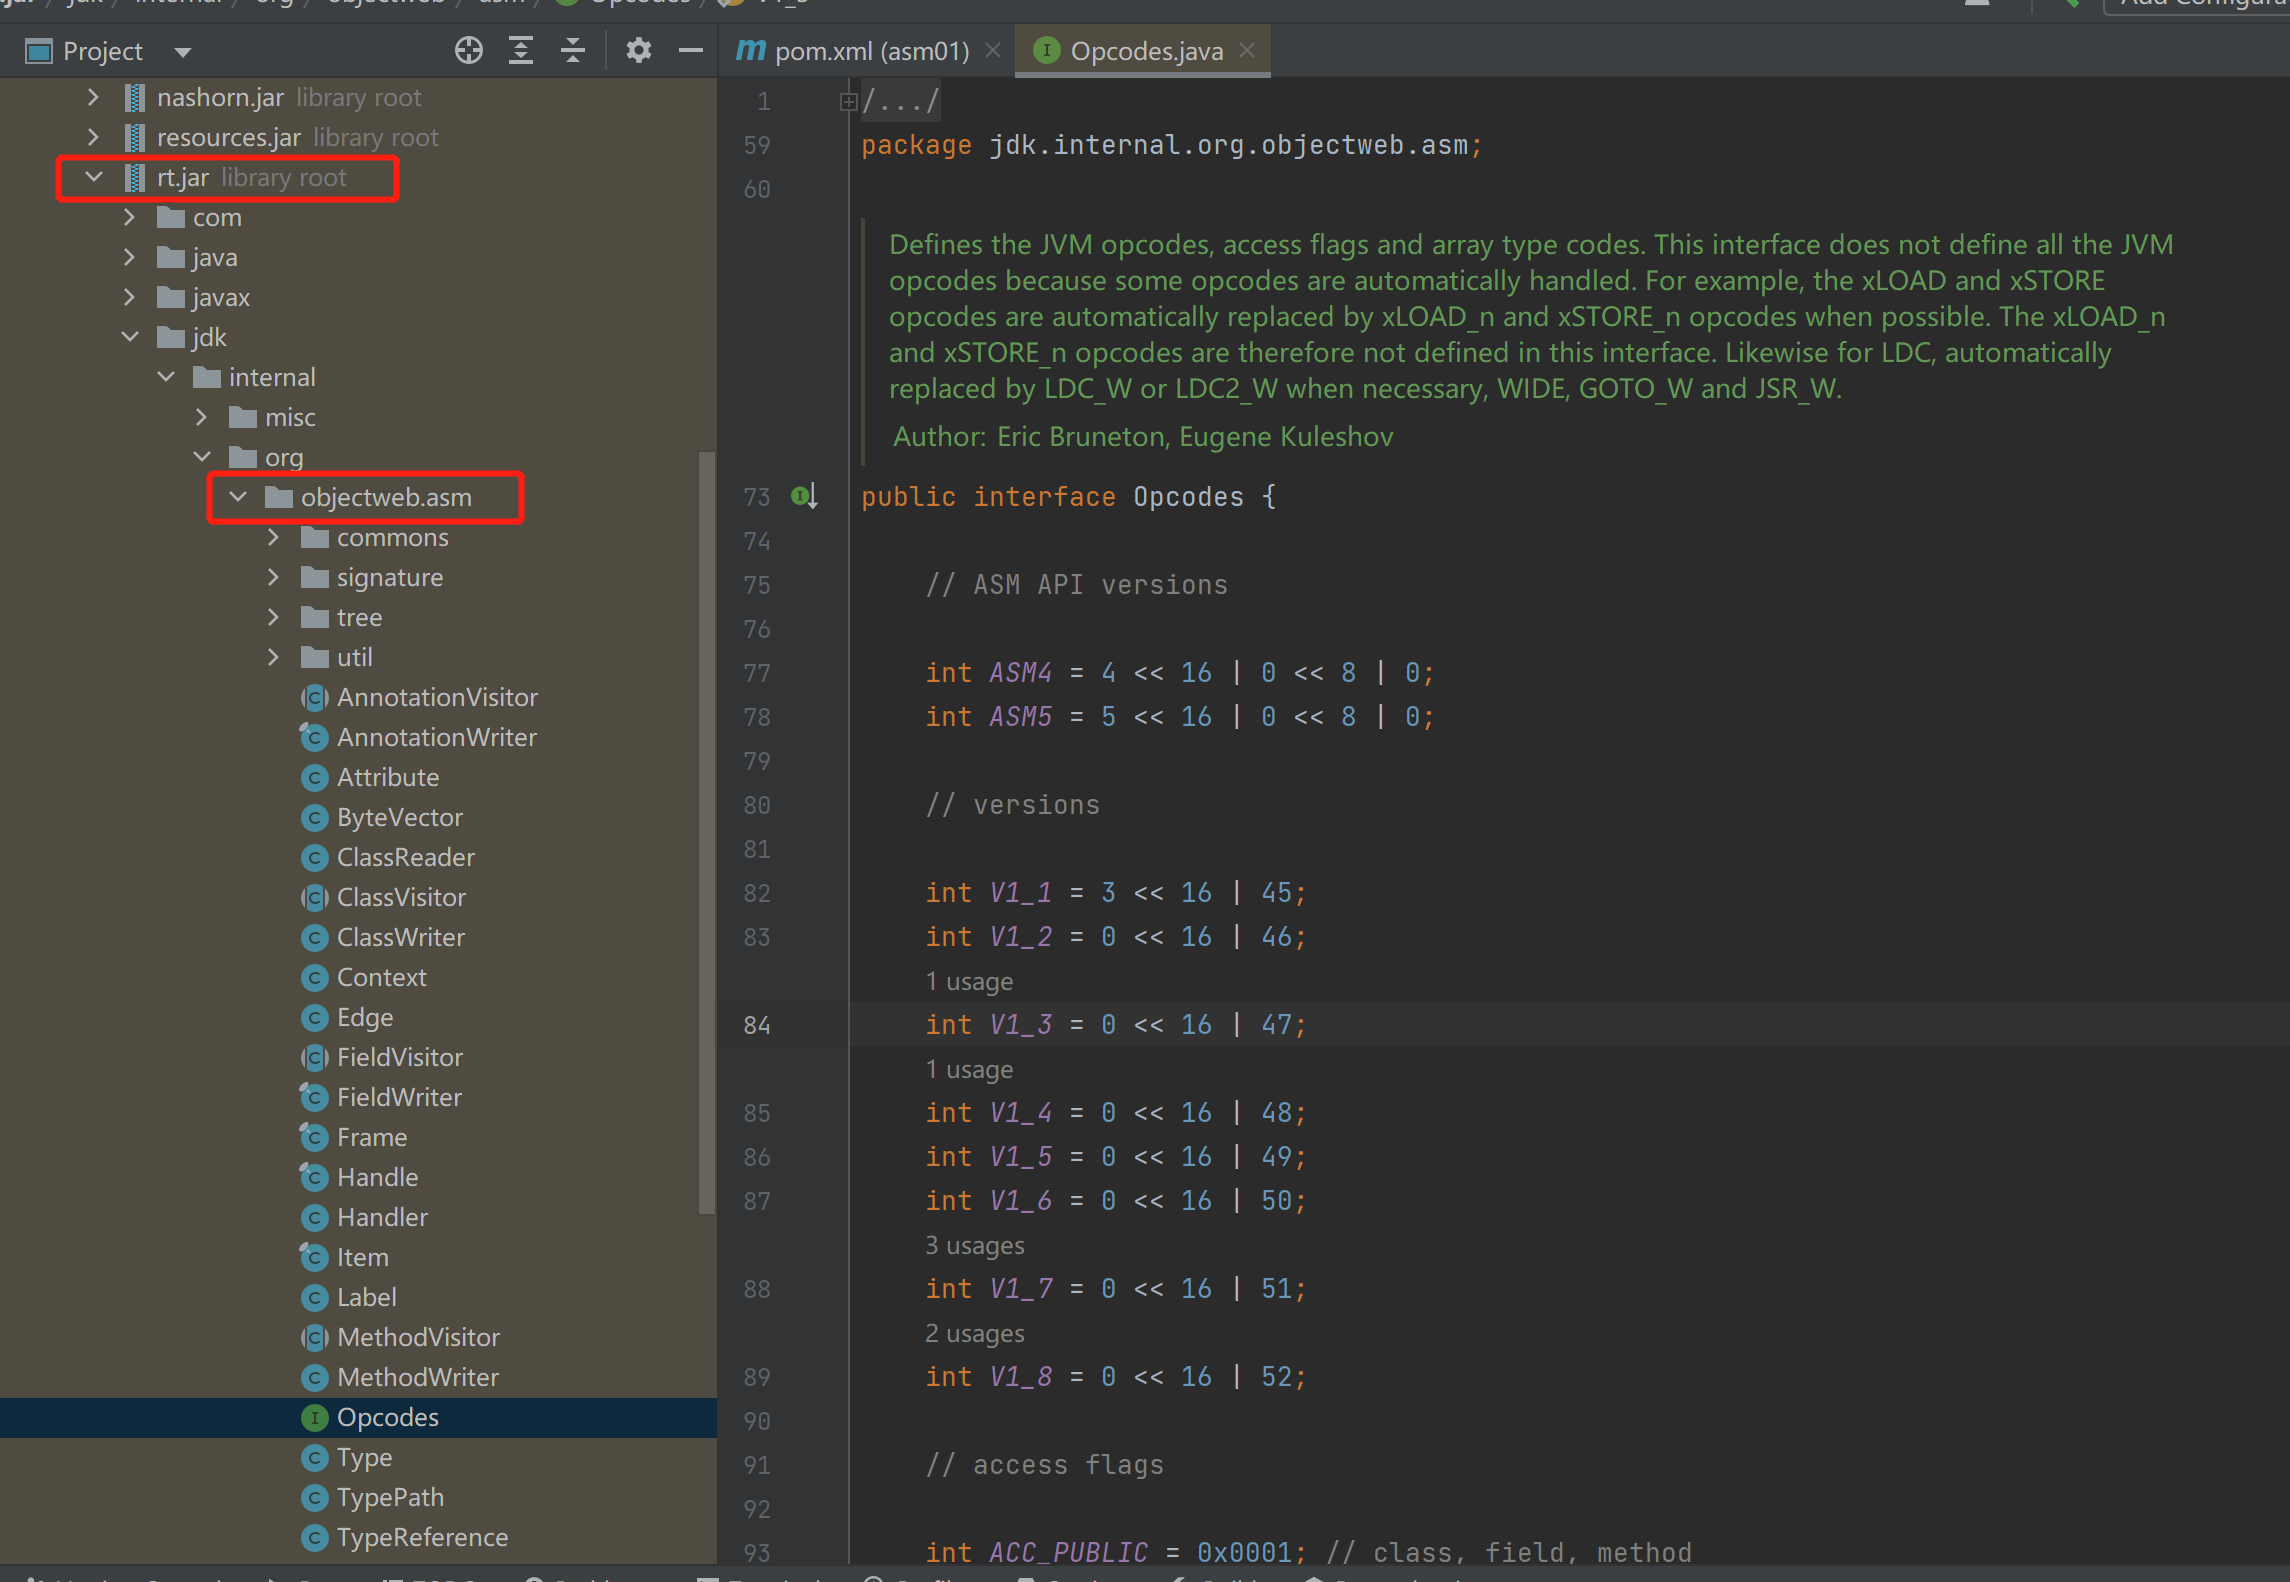 jdk internal org objectweb asm Opcodes V1_3
Project
pom.xml (asm01)
Opcodes.java
nashorn.jar library root
resources.jar library root
rt.jar library root
com
java
javax
jdk
internal
misc
org
objectweb.asm
commons
signature
tree
util
AnnotationVisitor
AnnotationWriter
Attribute
ByteVector
ClassReader
ClassVisitor
ClassWriter
Context
Edge
FieldVisitor
FieldWriter
Frame
Handle
Handler
Item
Label
MethodVisitor
MethodWriter
Opcodes
Type
TypePath
TypeReference
1 /.../
59 package jdk.internal.org.objectweb.asm;
60
Defines the JVM opcodes, access flags and array type codes. This interface does not define all the JVM
opcodes because some opcodes are automatically handled. For example, the xLOAD and xSTORE
opcodes are automatically replaced by xLOAD_n and xSTORE_n opcodes when possible. The xLOAD_n
and xSTORE_n opcodes are therefore not defined in this interface. Likewise for LDC, automatically
replaced by LDC_W or LDC2_W when necessary, WIDE, GOTO_W and JSR_W.
Author: Eric Bruneton, Eugene Kuleshov
73 public interface Opcodes {
74
75 // ASM API versions
76
77 int ASM4 = 4 << 16 | 0 << 8 | 0;
78 int ASM5 = 5 << 16 | 0 << 8 | 0;
79
80 // versions
81
82 int V1_1 = 3 << 16 | 45;
83 int V1_2 = 0 << 16 | 46;
1 usage
84 int V1_3 = 0 << 16 | 47;
1 usage
85 int V1_4 = 0 << 16 | 48;
86 int V1_5 = 0 << 16 | 49;
87 int V1_6 = 0 << 16 | 50;
3 usages
88 int V1_7 = 0 << 16 | 51;
2 usages
89 int V1_8 = 0 << 16 | 52;
90
91 // access flags
92
93 int ACC_PUBLIC = 0x0001; // class, field, method